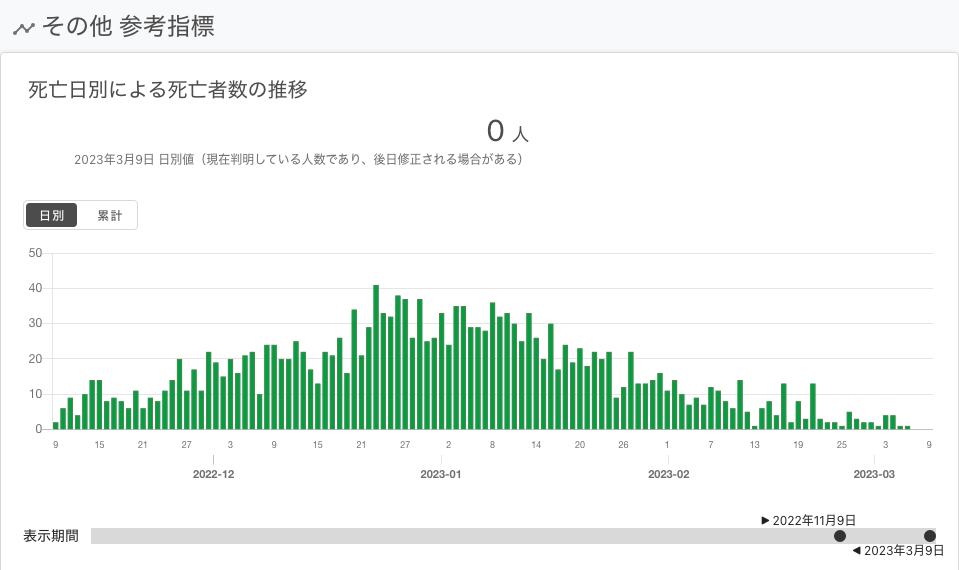 その他 参考指標
死亡日別による死亡者数の推移
0 人
2023年3月9日 日別値（現在判明している人数であり、後日修正される場合がある）
日別 累計
50
40
30
20
10
0
9 15 21 27 3 9 15 21 27 2 8 14 20 26 1 7 13 19 25 3 9
2022-12 2023-01 2023-02 2023-03
▶ 2022年11月9日
表示期間
◀ 2023年3月9日